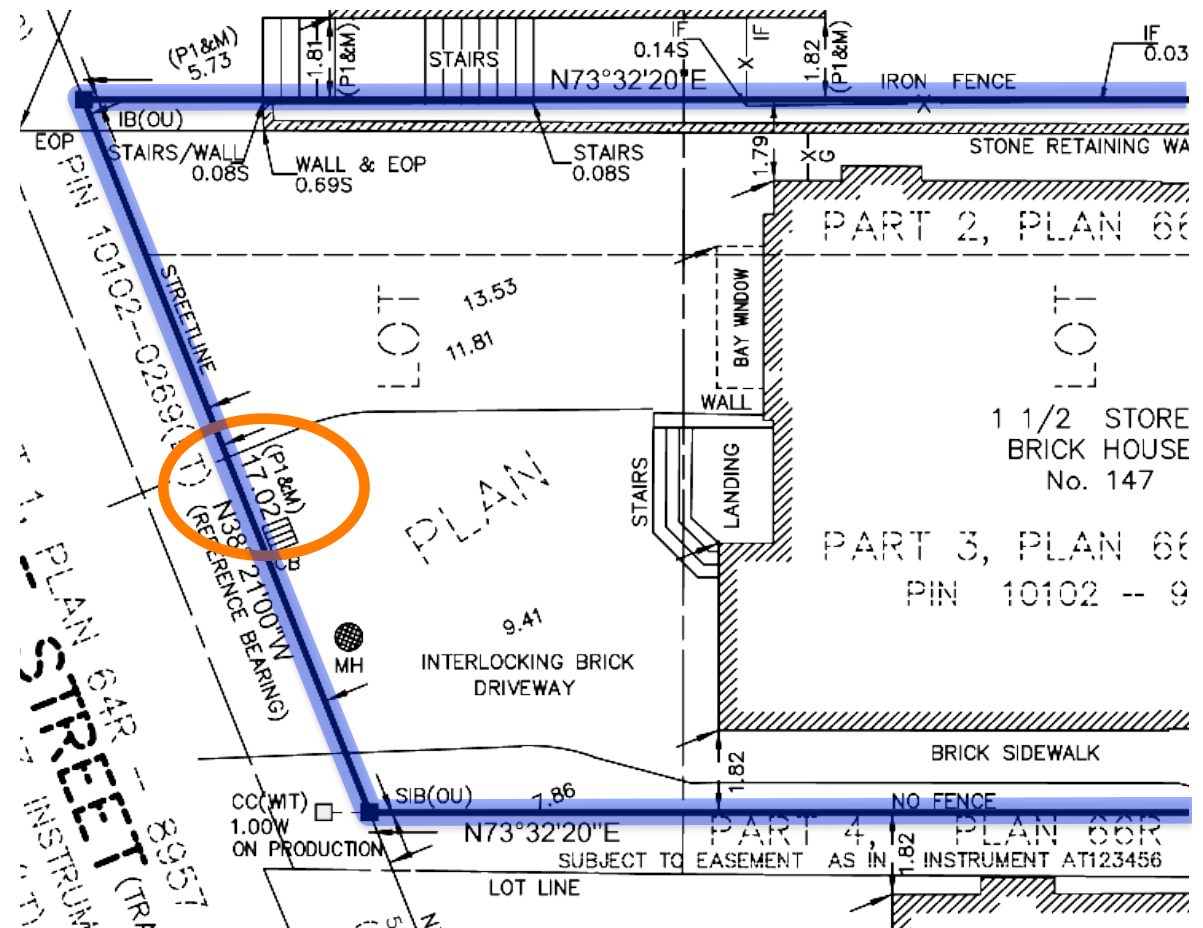 (P1&M)
5.73
1.81
(P1&M)
STAIRS
IF
0.14S
X
IF
1.82
(P1&M)
IF
0.03
N73°32'20"E
IRON FENCE
X
IB(OU)
EOP
STAIRS/WALL
0.08S
WALL & EOP
0.69S
STAIRS
0.08S
1.79
X
G
STONE RETAINING WA
PIN 10102--0269(LT)
STREETLINE
PART 2, PLAN 66
LOT
13.53
11.81
BAY WINDOW
LOT
WALL
1 1/2 STORE
BRICK HOUSE
No. 147
(P1&M)
17.02
CB
N38°21'00"W
(REFERENCE BEARING)
PLAN
STAIRS
LANDING
PART 3, PLAN 66
PIN 10102 -- 9
9.41
MH
INTERLOCKING BRICK
DRIVEWAY
PLAN 64R -- 8957
STREET (TRA
INSTRUM
BRICK SIDEWALK
1.82
CC(WIT)
1.00W
ON PRODUCTION
SIB(OU)
7.86
NO FENCE
N73°32'20"E
PART 4, PLAN 66R
1.82
SUBJECT TO EASEMENT AS IN INSTRUMENT AT123456
LOT LINE